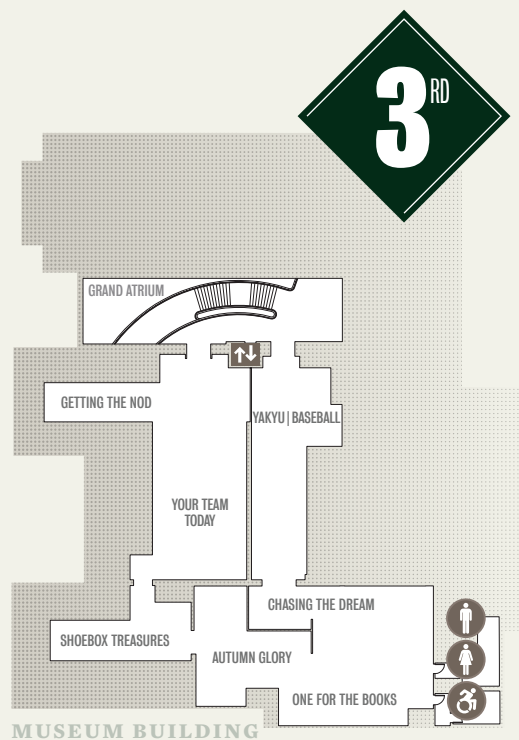 3RD
GRAND ATRIUM
GETTING THE NOD
YAKYU | BASEBALL
YOUR TEAM
TODAY
CHASING THE DREAM
SHOEBOX TREASURES
AUTUMN GLORY
ONE FOR THE BOOKS
MUSEUM BUILDING